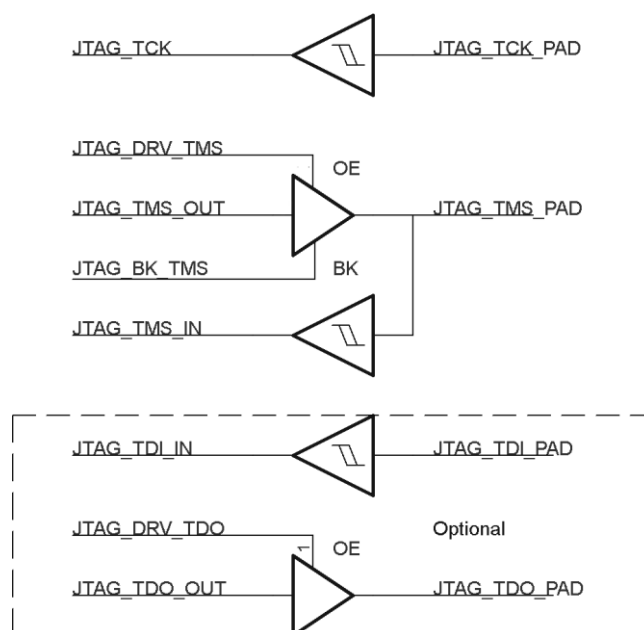 JTAG_TCK JTAG_TCK_PAD
JTAG_DRV_TMS
OE
JTAG_TMS_OUT JTAG_TMS_PAD
JTAG_BK_TMS BK
JTAG_TMS_IN
JTAG_TDI_IN JTAG_TDI_PAD
JTAG_DRV_TDO Optional
1 OE
JTAG_TDO_OUT JTAG_TDO_PAD